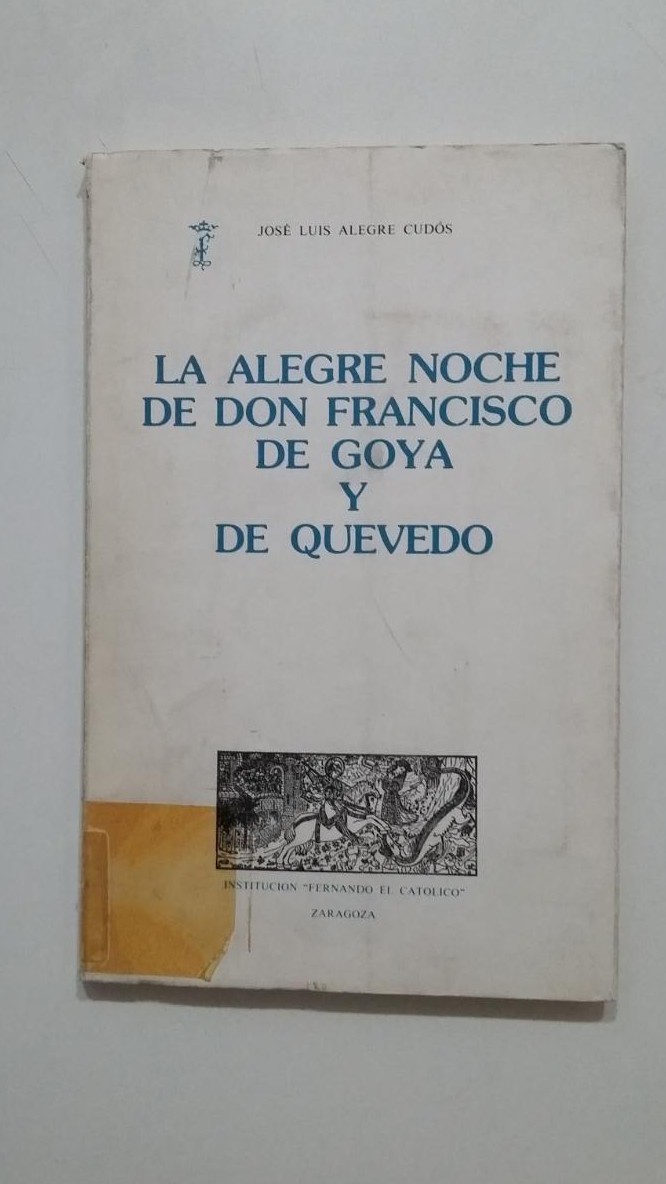 JOSÉ LUIS ALEGRE CUDÓS
LA ALEGRE NOCHE
DE DON FRANCISCO
DE GOYA
Y
DE QUEVEDO
INSTITUCION "FERNANDO EL CATOLICO"
ZARAGOZA